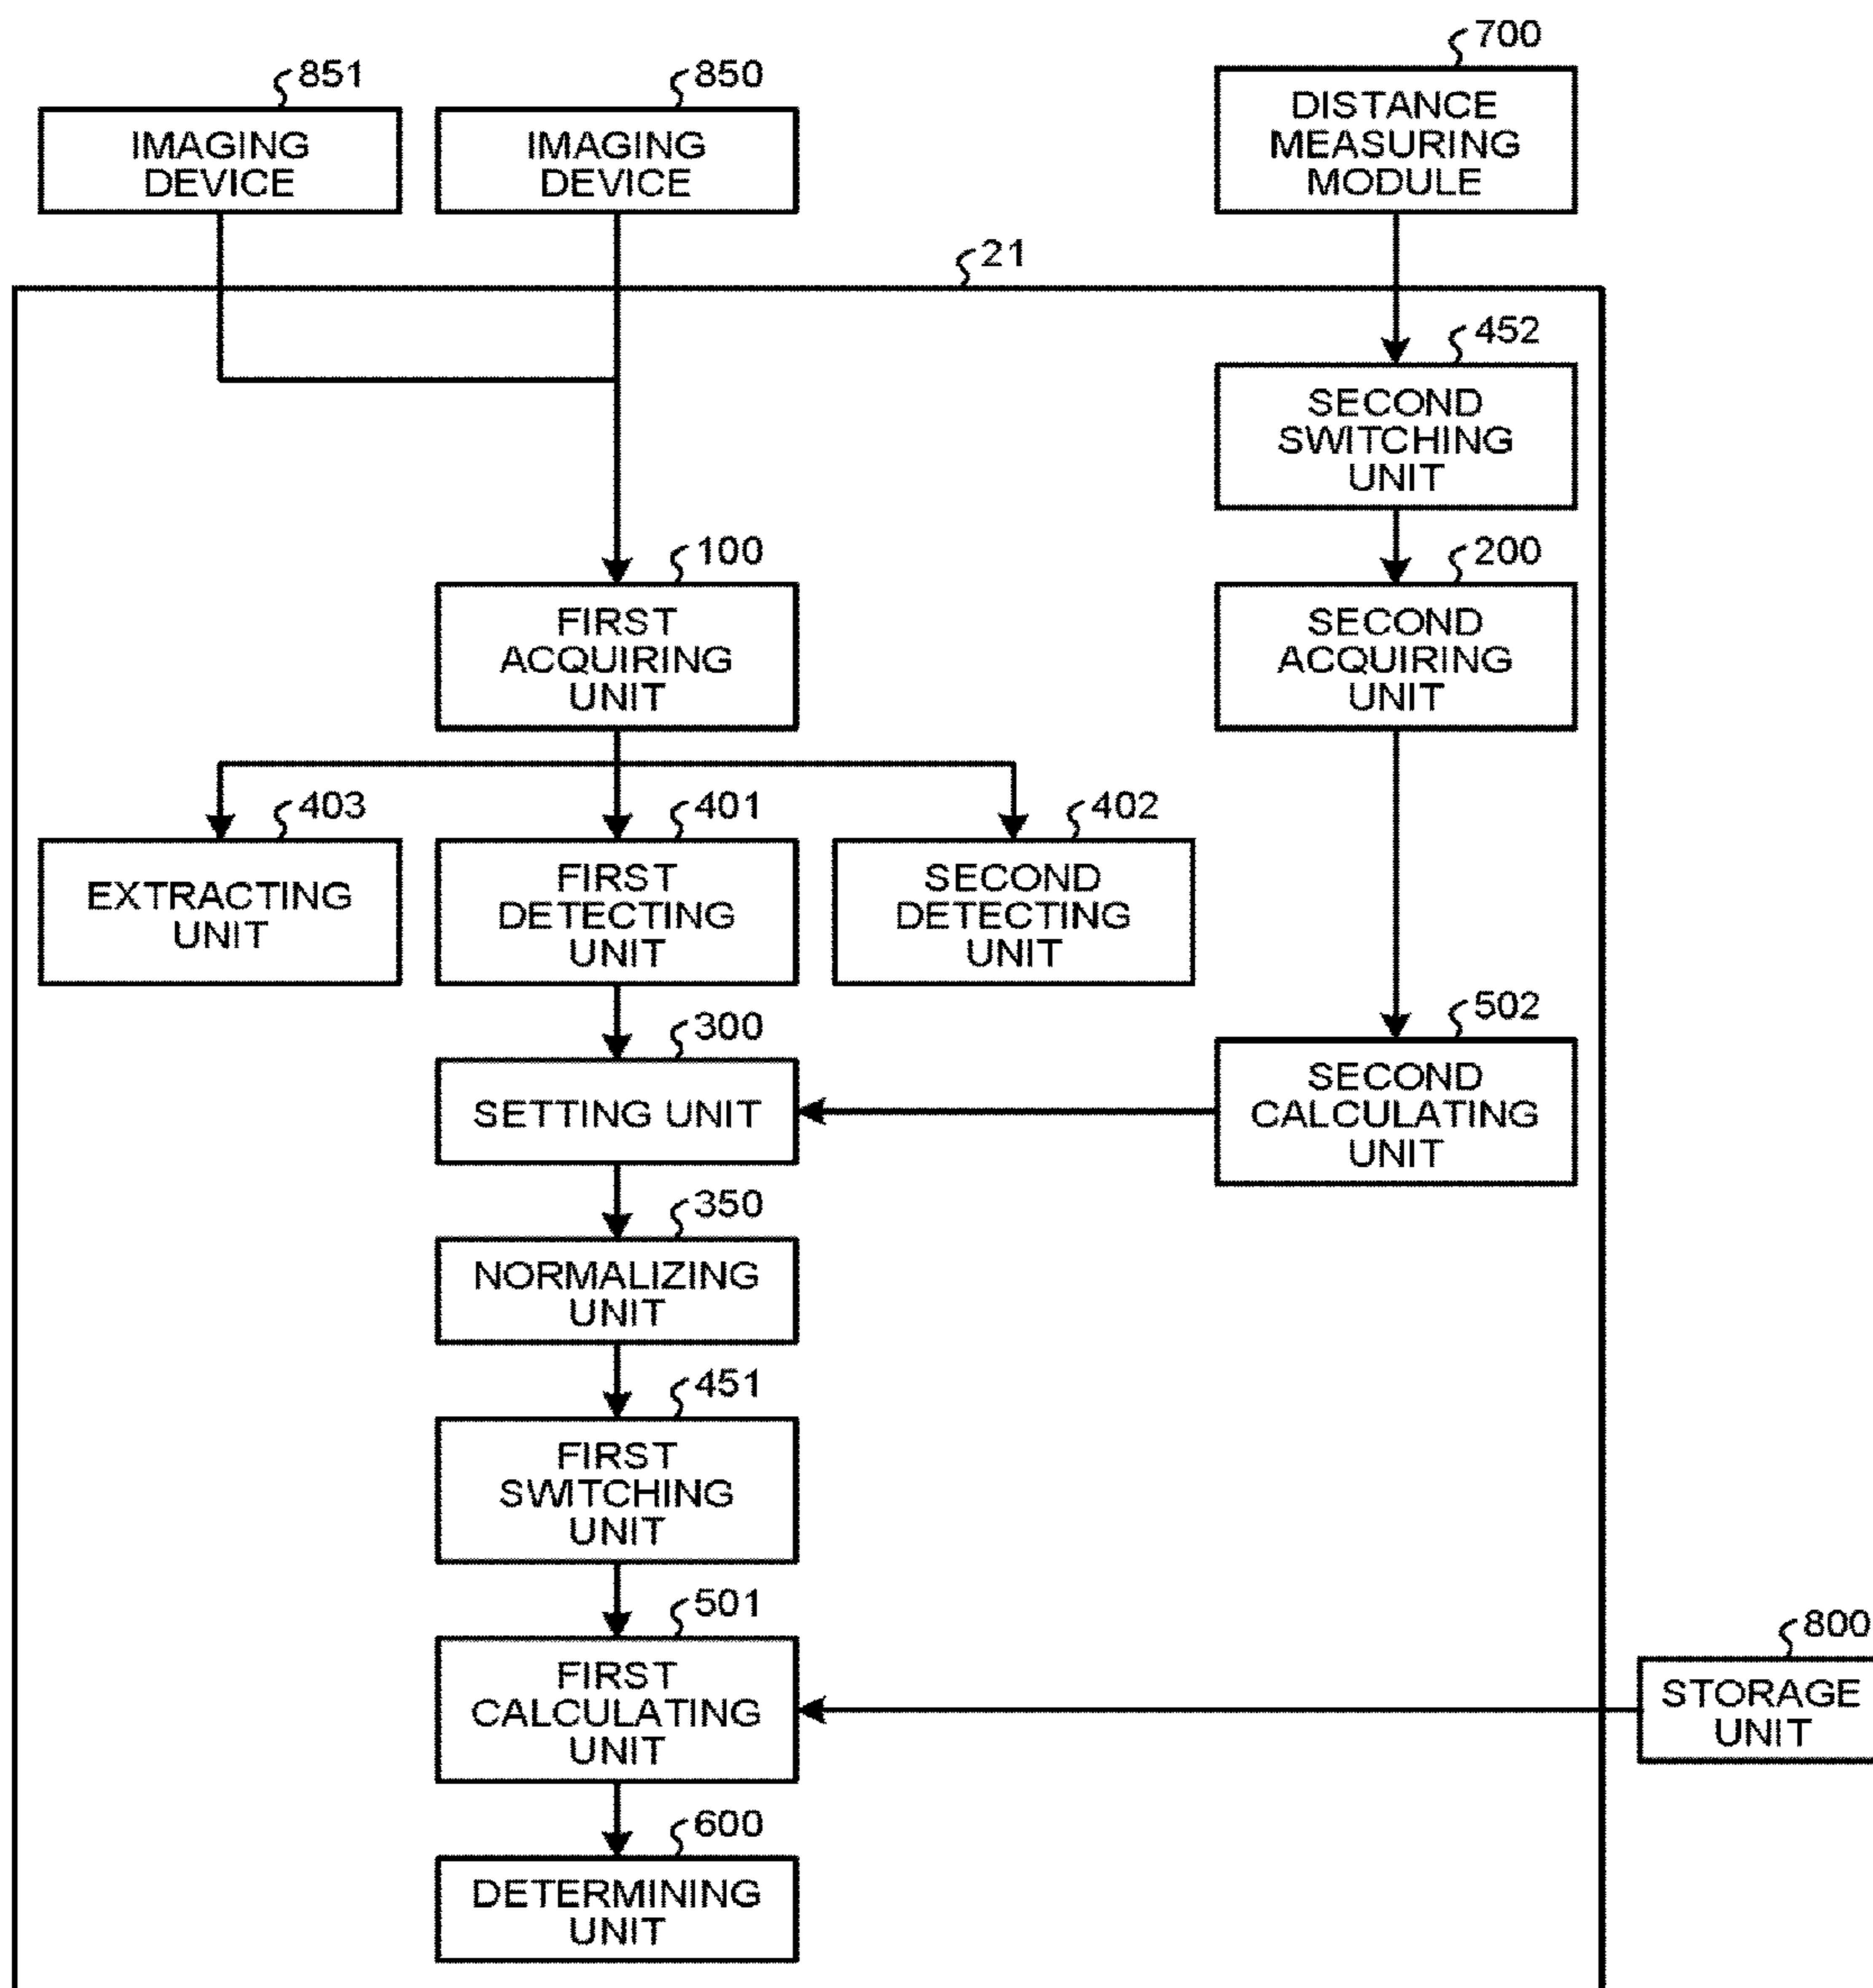 700
851
850
DISTANCE
MEASURING
MODULE
IMAGING
DEVICE
IMAGING
DEVICE
21
452
SECOND
SWITCHING
UNIT
100
200
FIRST
ACQUIRING
UNIT
SECOND
ACQUIRING
UNIT
403
401
402
EXTRACTING
UNIT
FIRST
DETECTING
UNIT
SECOND
DETECTING
UNIT
300
502
SETTING UNIT
SECOND
CALCULATING
UNIT
350
NORMALIZING
UNIT
451
FIRST
SWITCHING
UNIT
501
800
FIRST
CALCULATING
UNIT
STORAGE
UNIT
600
DETERMINING
UNIT